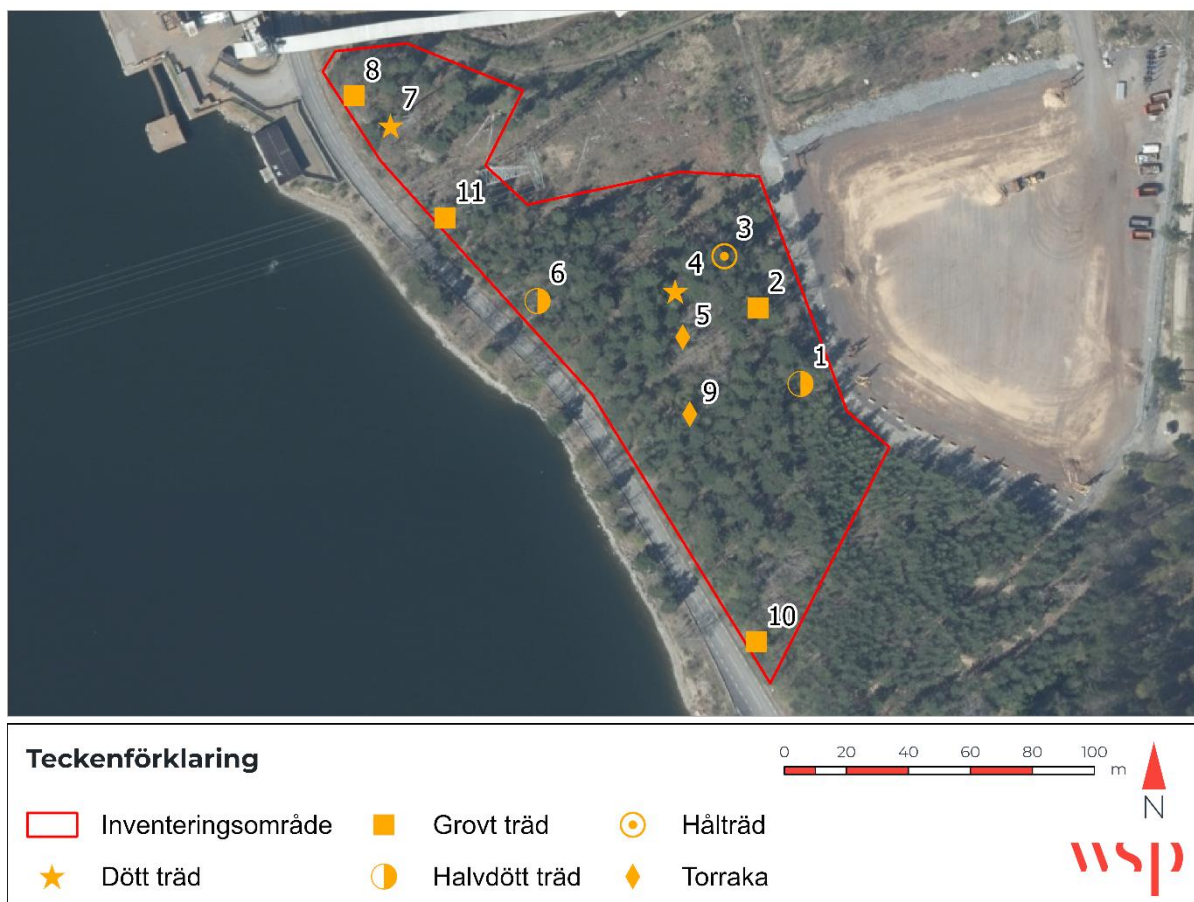 8
7
11
3
4
6
2
5
1
9
10
Teckenförklaring
0 20 40 60 80 100
m
N
Inventeringsområde
Grovt träd
Hålträd
Dött träd
Halvdött träd
Torraka
wsp